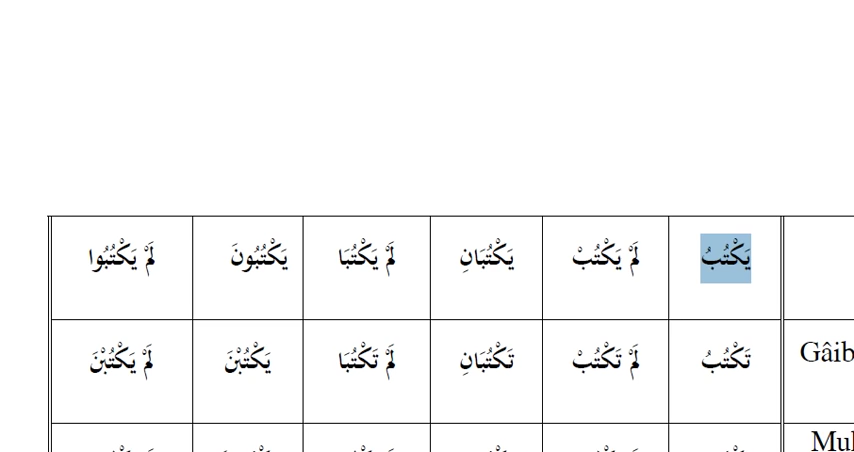 يَكْتُبُ لَمْ يَكْتُبْ يَكْتُبَانِ لَمْ يَكْتُبَا يَكْتُبُونَ لَمْ يَكْتُبُوا
Gâib تَكْتُبُ لَمْ تَكْتُبْ تَكْتُبَانِ لَمْ تَكْتُبَا يَكْتُبْنَ لَمْ يَكْتُبْنَ